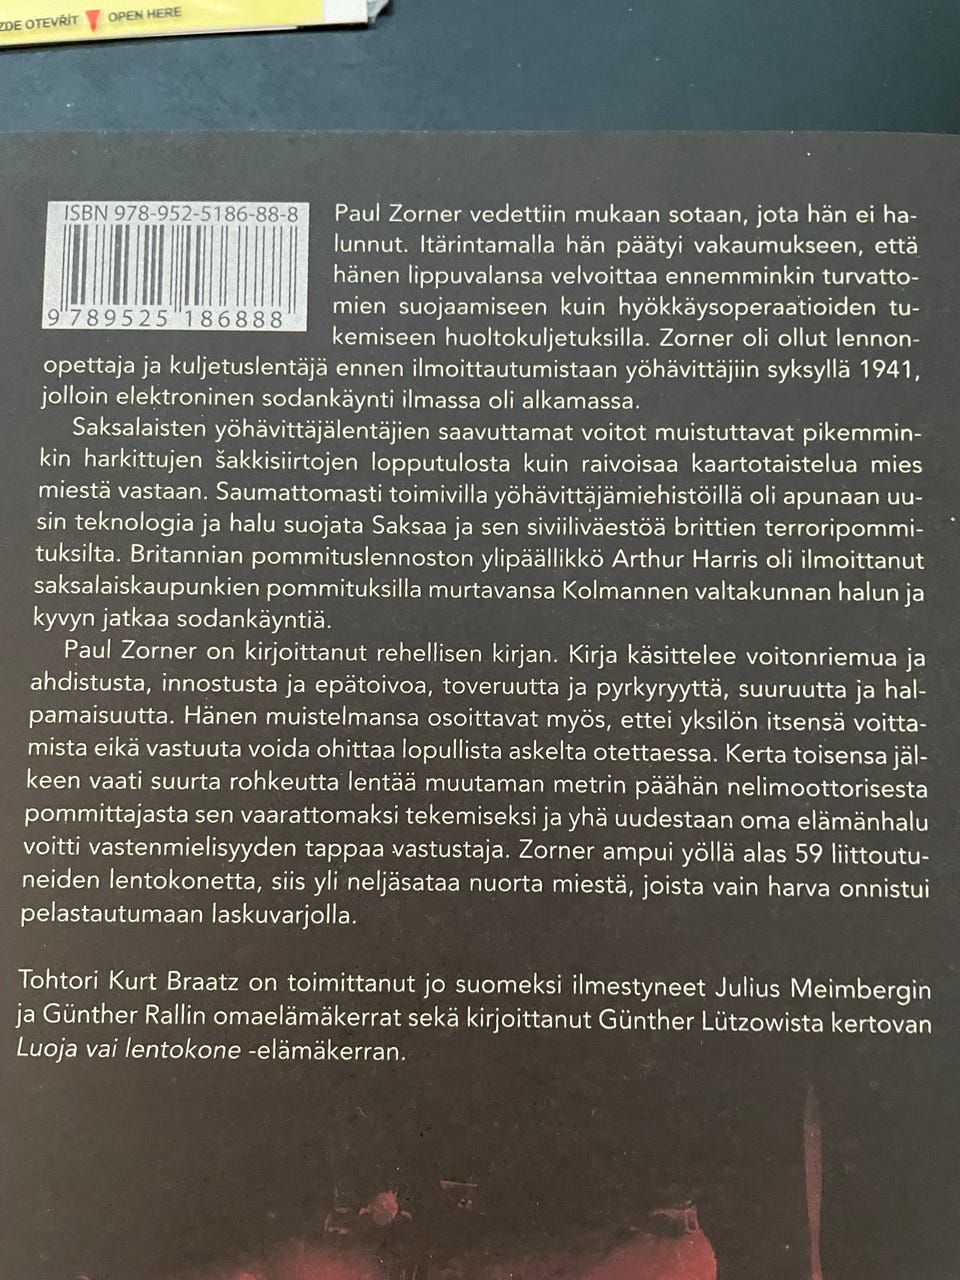 ZDE OTEVŘÍT OPEN HERE
ISBN 978-952-5186-88-8
9 789525 186888
Paul Zorner vedettiin mukaan sotaan, jota hän ei ha-
lunnut. Itärintamalla hän päätyi vakaumukseen, että
hänen lippuvalansa velvoittaa ennemminkin turvatto-
mien suojaamiseen kuin hyökkäysoperaatioiden tu-
kemiseen huoltokuljetuksilla. Zorner oli ollut lennon-
opettaja ja kuljetuslentäjä ennen ilmoittautumistaan yöhävittäjiin syksyllä 1941,
jolloin elektroninen sodankäynti ilmassa oli alkamassa.
Saksalaisten yöhävittäjälentäjien saavuttamat voitot muistuttavat pikemmin-
kin harkittujen šakkisiirtojen lopputulosta kuin raivoisaa kaartotaistelua mies
miestä vastaan. Saumattomasti toimivilla yöhävittäjämiehistöillä oli apunaan uu-
sin teknologia ja halu suojata Saksaa ja sen siviiliväestöä brittien terroripommi-
tuksilta. Britannian pommituslennoston ylipäällikkö Arthur Harris oli ilmoittanut
saksalaiskaupunkien pommituksilla murtavansa Kolmannen valtakunnan halun ja
kyvyn jatkaa sodankäyntiä.
Paul Zorner on kirjoittanut rehellisen kirjan. Kirja käsittelee voitonriemua ja
ahdistusta, innostusta ja epätoivoa, toveruutta ja pyrkyryyttä, suuruutta ja hal-
pamaisuutta. Hänen muistelmansa osoittavat myös, ettei yksilön itsensä voitta-
mista eikä vastuuta voida ohittaa lopullista askelta otettaessa. Kerta toisensa jäl-
keen vaati suurta rohkeutta lentää muutaman metrin päähän nelimoottorisesta
pommittajasta sen vaarattomaksi tekemiseksi ja yhä uudestaan oma elämänhalu
voitti vastenmielisyyden tappaa vastustaja. Zorner ampui yöllä alas 59 liittoutu-
neiden lentokonetta, siis yli neljäsataa nuorta miestä, joista vain harva onnistui
pelastautumaan laskuvarjolla.
Tohtori Kurt Braatz on toimittanut jo suomeksi ilmestyneet Julius Meimbergin
ja Günther Rallin omaelämäkerrat sekä kirjoittanut Günther Lützowista kertovan
Luoja vai lentokone -elämäkerran.